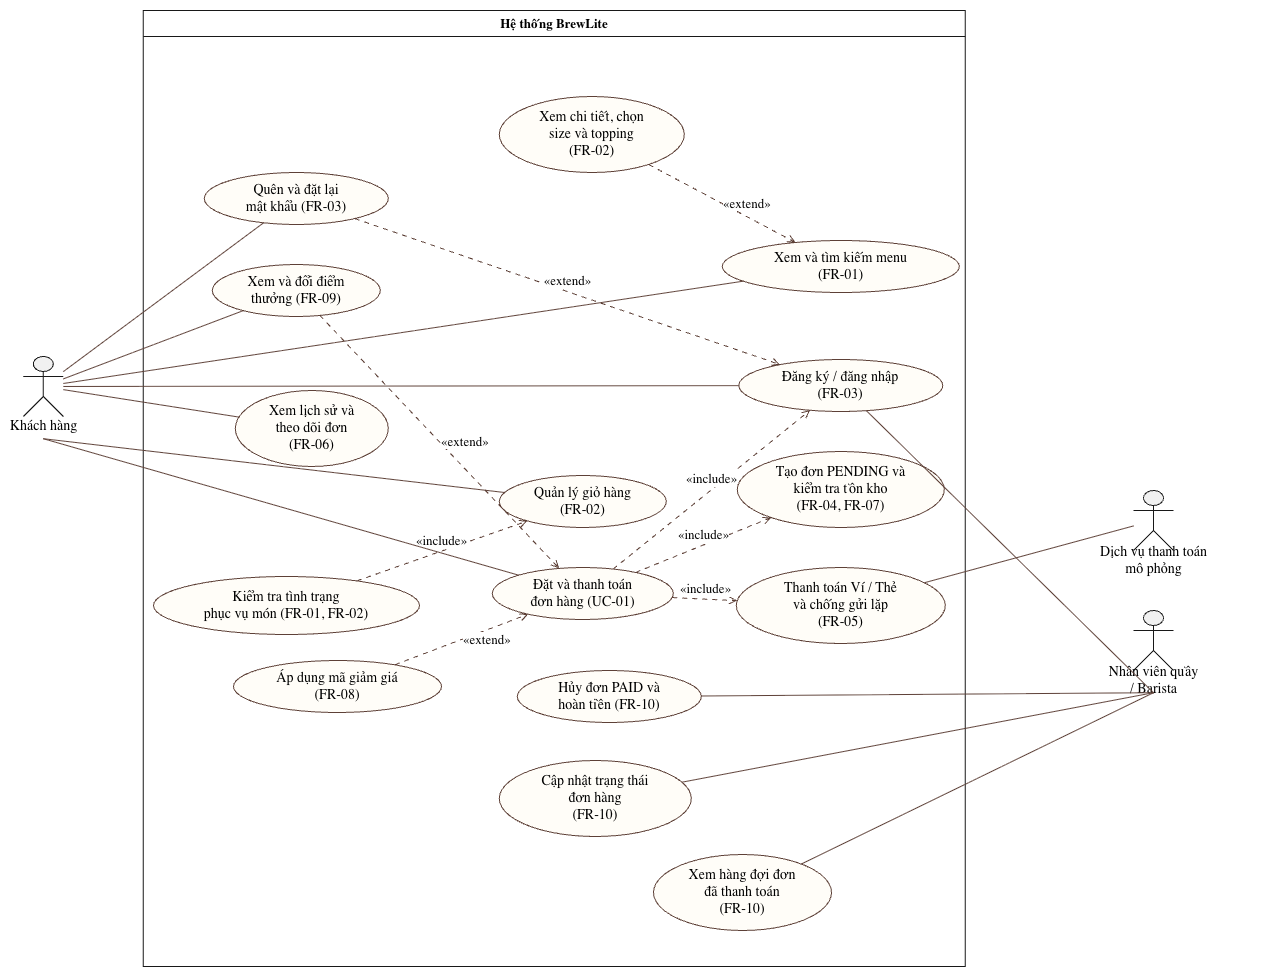 Hệ thống BrewLite
Xem chi tiết, chọn
size và topping
(FR-02)
«extend»
Quên và đặt lại
mật khẩu (FR-03)
Xem và tìm kiếm menu
(FR-01)
Xem và đổi điểm
thưởng (FR-09)
«extend»
Đăng ký / đăng nhập
(FR-03)
Khách hàng
Xem lịch sử và
theo dõi đơn
(FR-06)
«extend»
«include»
Tạo đơn PENDING và
kiểm tra tồn kho
(FR-04, FR-07)
Quản lý giỏ hàng
(FR-02)
«include»
«include»
Dịch vụ thanh toán
mô phỏng
Kiểm tra tình trạng
phục vụ món (FR-01, FR-02)
Đặt và thanh toán
đơn hàng (UC-01)
«include»
Thanh toán Ví / Thẻ
và chống gửi lặp
(FR-05)
«extend»
Áp dụng mã giảm giá
(FR-08)
Hủy đơn PAID và
hoàn tiền (FR-10)
Nhân viên quầy
/ Barista
Cập nhật trạng thái
đơn hàng
(FR-10)
Xem hàng đợi đơn
đã thanh toán
(FR-10)